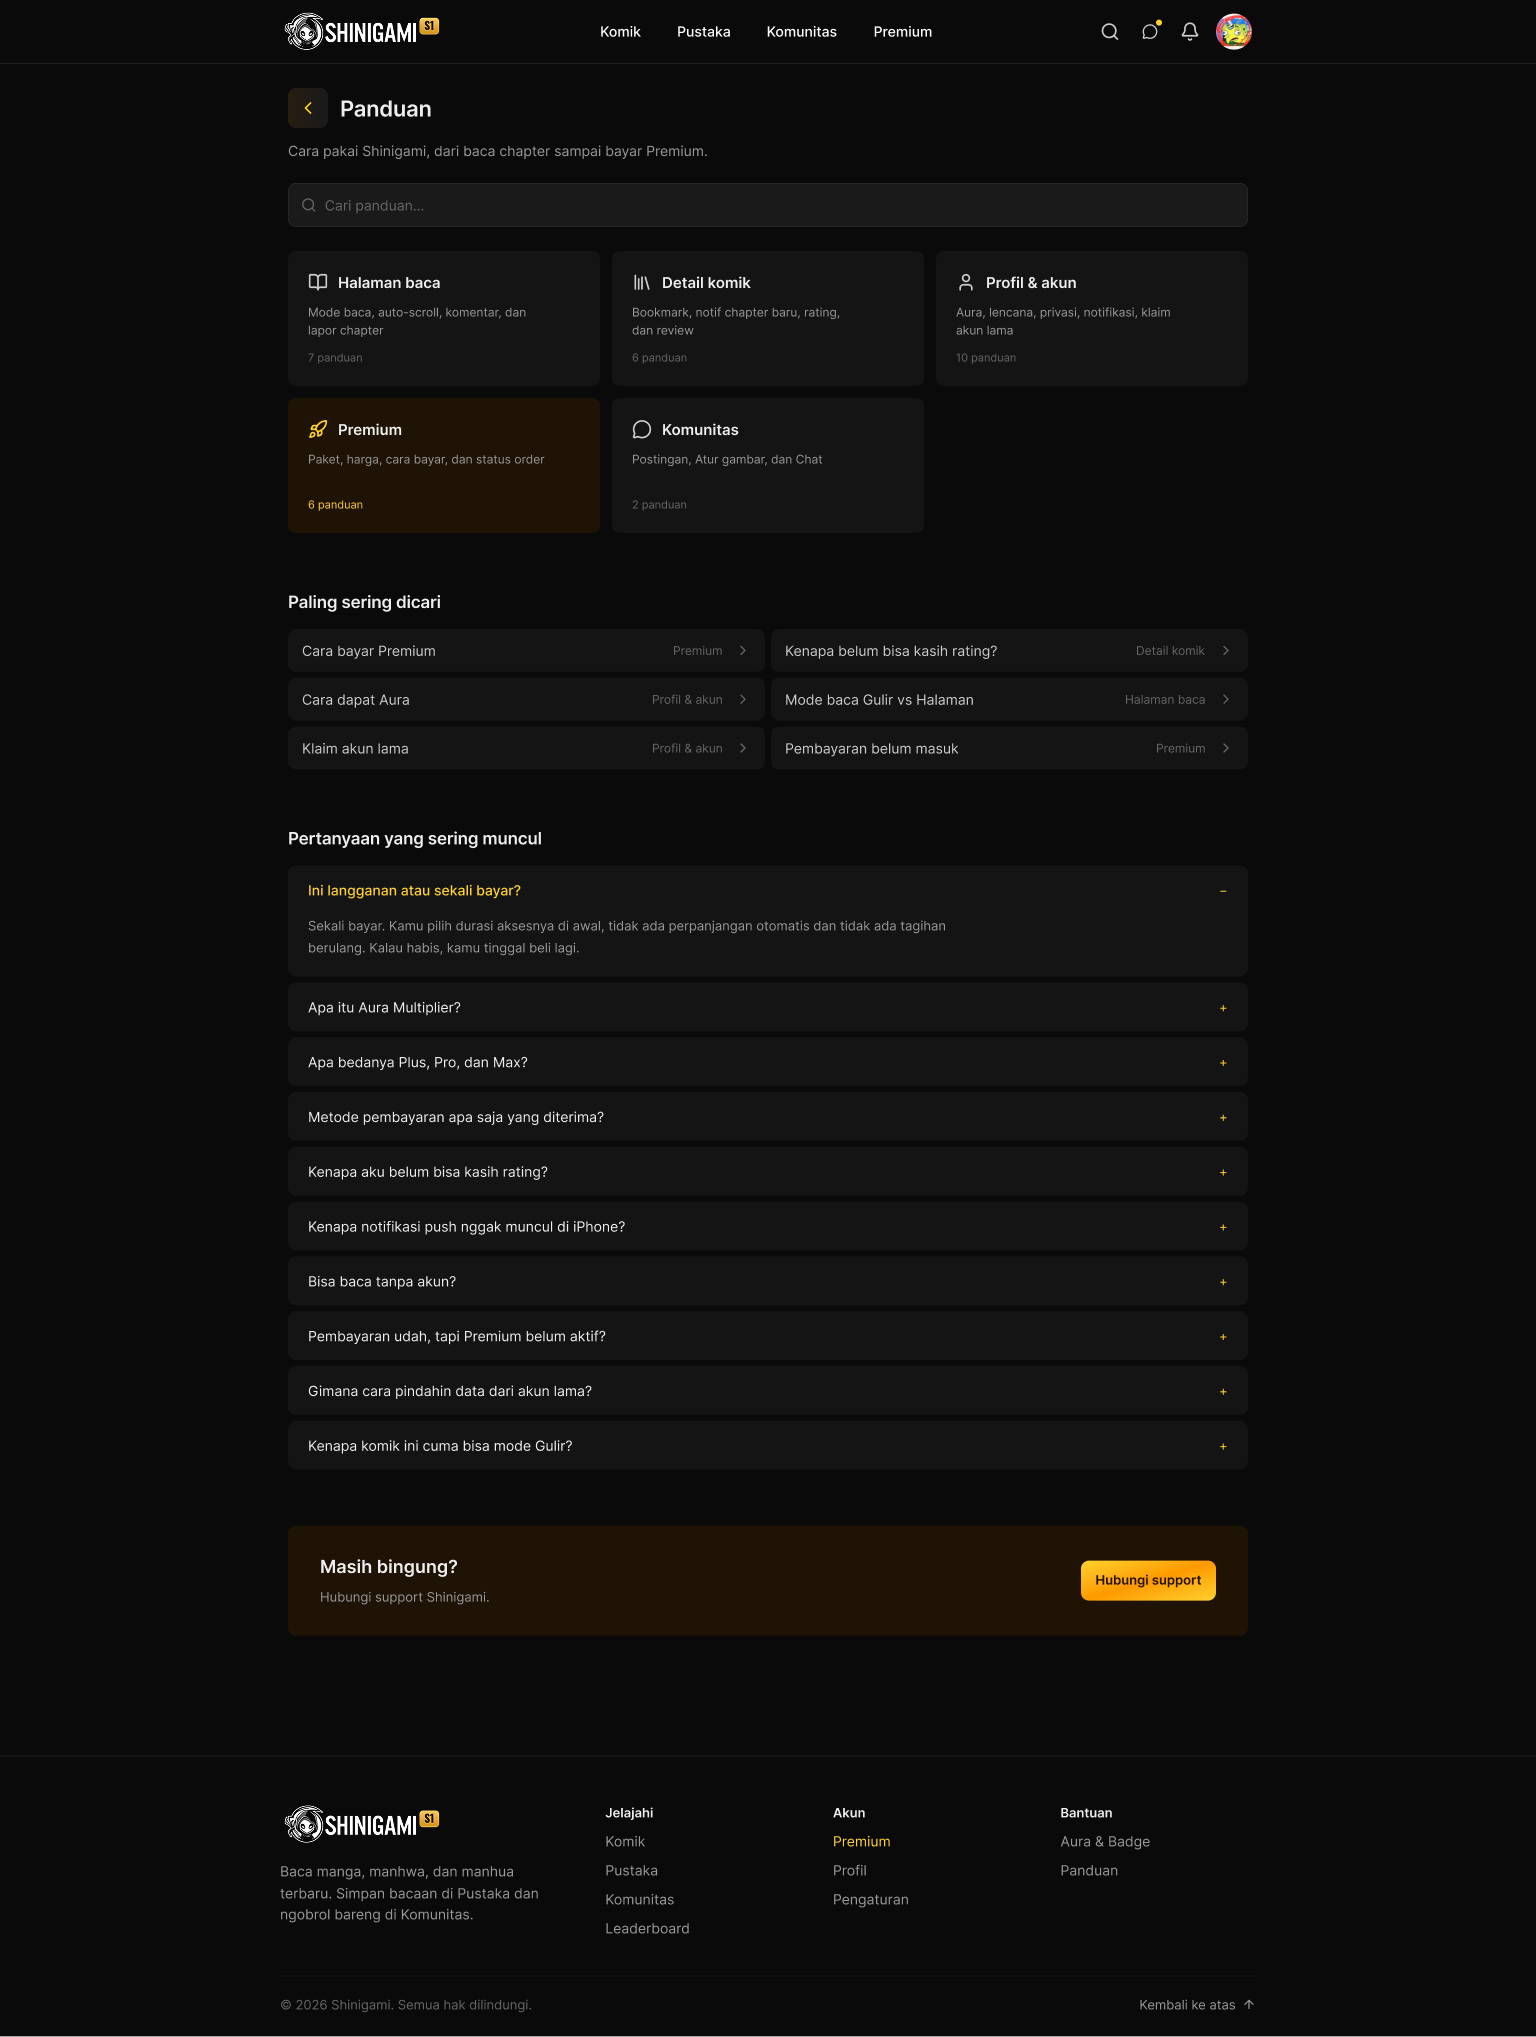 SHINIGAMI S1
Komik
Pustaka
Komunitas
Premium
Panduan
Cara pakai Shinigami, dari baca chapter sampai bayar Premium.
Cari panduan...
Halaman baca
Mode baca, auto-scroll, komentar, dan
lapor chapter
7 panduan
Detail komik
Bookmark, notif chapter baru, rating,
dan review
6 panduan
Profil & akun
Aura, lencana, privasi, notifikasi, klaim
akun lama
10 panduan
Premium
Paket, harga, cara bayar, dan status order
6 panduan
Komunitas
Postingan, Atur gambar, dan Chat
2 panduan
Paling sering dicari
Cara bayar Premium
Premium
Kenapa belum bisa kasih rating?
Detail komik
Cara dapat Aura
Profil & akun
Mode baca Gulir vs Halaman
Halaman baca
Klaim akun lama
Profil & akun
Pembayaran belum masuk
Premium
Pertanyaan yang sering muncul
Ini langganan atau sekali bayar? −
Sekali bayar. Kamu pilih durasi aksesnya di awal, tidak ada perpanjangan otomatis dan tidak ada tagihan
berulang. Kalau habis, kamu tinggal beli lagi.
Apa itu Aura Multiplier? +
Apa bedanya Plus, Pro, dan Max? +
Metode pembayaran apa saja yang diterima? +
Kenapa aku belum bisa kasih rating? +
Kenapa notifikasi push nggak muncul di iPhone? +
Bisa baca tanpa akun? +
Pembayaran udah, tapi Premium belum aktif? +
Gimana cara pindahin data dari akun lama? +
Kenapa komik ini cuma bisa mode Gulir? +
Masih bingung?
Hubungi support Shinigami.
Hubungi support
SHINIGAMI S1
Baca manga, manhwa, dan manhua
terbaru. Simpan bacaan di Pustaka dan
ngobrol bareng di Komunitas.
Jelajahi
Komik
Pustaka
Komunitas
Leaderboard
Akun
Premium
Profil
Pengaturan
Bantuan
Aura & Badge
Panduan
© 2026 Shinigami. Semua hak dilindungi.
Kembali ke atas ↑